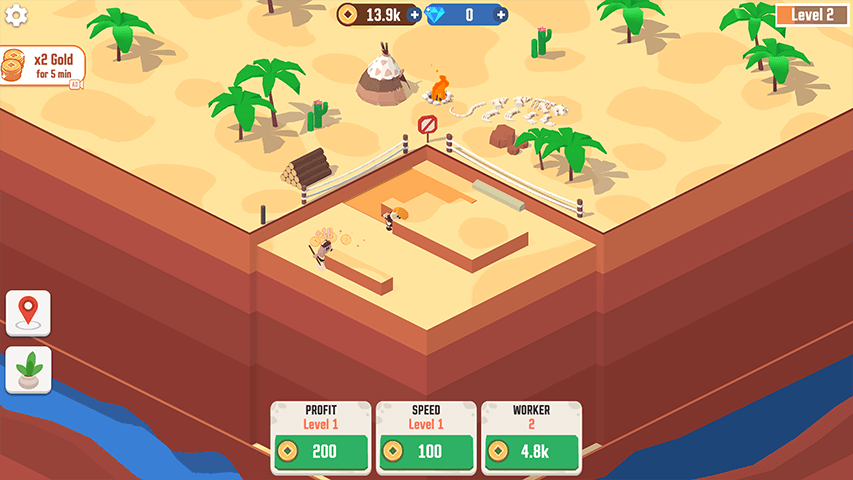 13.9k
0
Level 2
x2 Gold
for 5 min
AD
PROFIT
Level 1
200
SPEED
Level 1
100
WORKER
2
4.8k